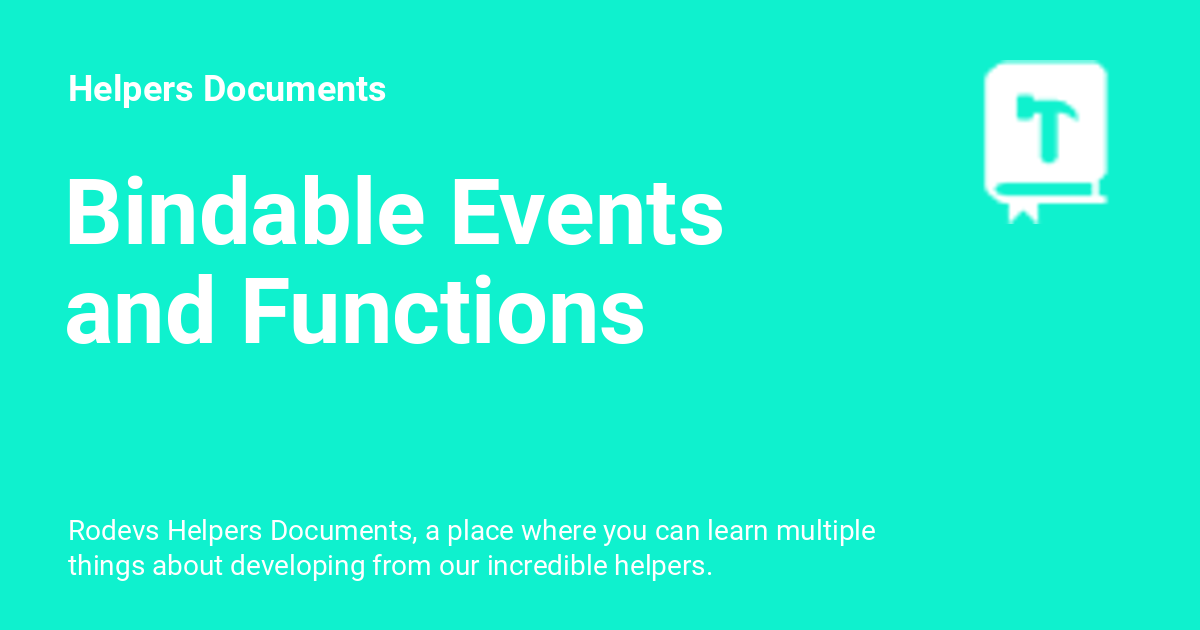 Helpers Documents
Bindable Events
and Functions
Rodevs Helpers Documents, a place where you can learn multiple
things about developing from our incredible helpers.